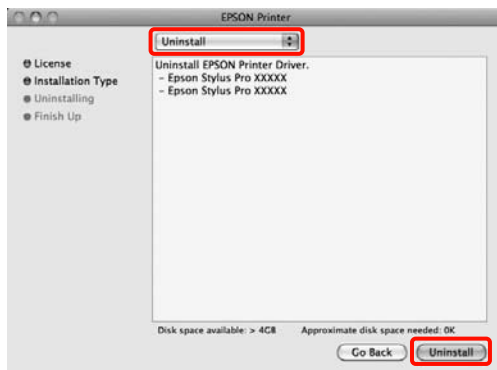 EPSON Printer
Uninstall
License
Installation Type
Uninstalling
Finish Up
Uninstall EPSON Printer Driver.
– Epson Stylus Pro XXXXX
– Epson Stylus Pro XXXXX
Disk space available: > 4GB Approximate disk space needed: 0K
Go Back Uninstall